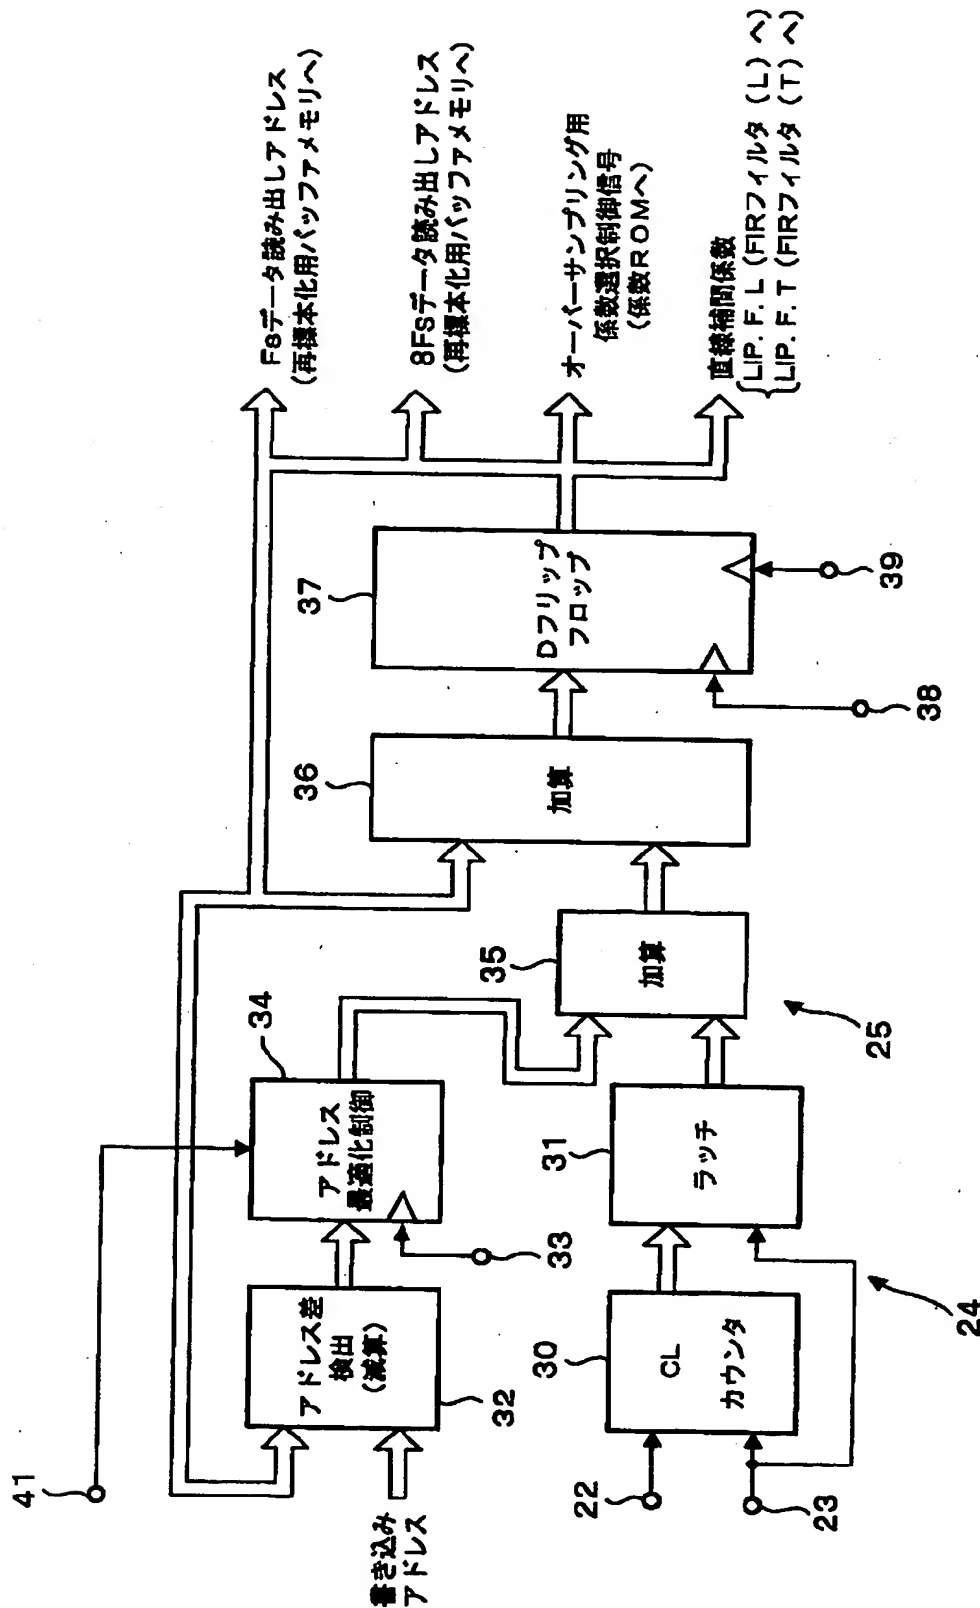 Fsデータ読み出しアドレス
(再標本化用バッファメモリへ)
8Fsデータ読み出しアドレス
(再標本化用バッファメモリへ)
オーバーサンプリング用
係数選択制御信号
(係数ROMへ)
直線補間係数
LIP. F. L (FIRフィルタ (L) へ)
LIP. F. T (FIRフィルタ (T) へ)
41
書き込み
アドレス
アドレス差
検出
(減算)
32
33
アドレス
最適化制御
34
22
23
CL
カウンタ
30
24
ラッチ
31
加算
35
25
加算
36
Dフリップ
フロップ
37
38
39